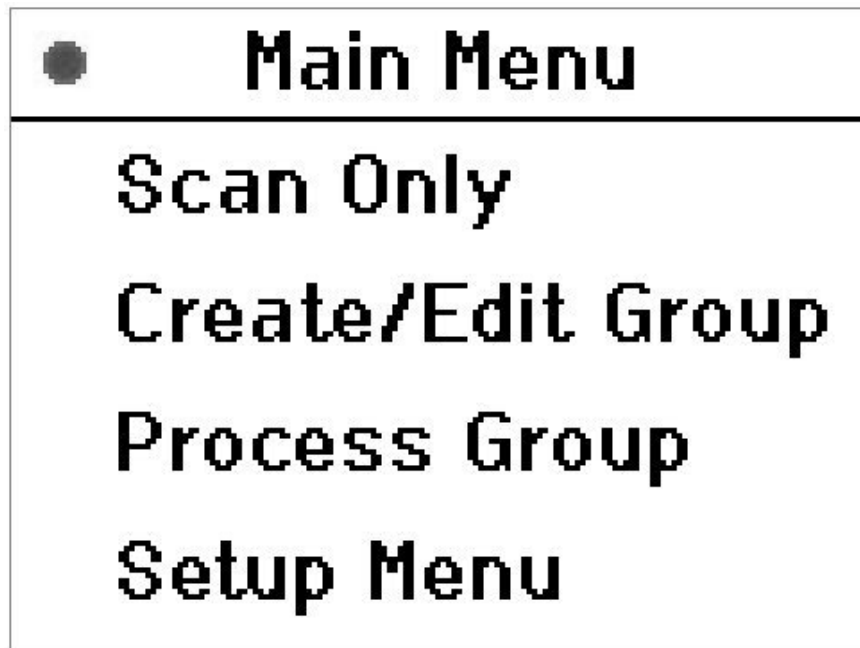 Main Menu
Scan Only
Create/Edit Group
Process Group
Setup Menu